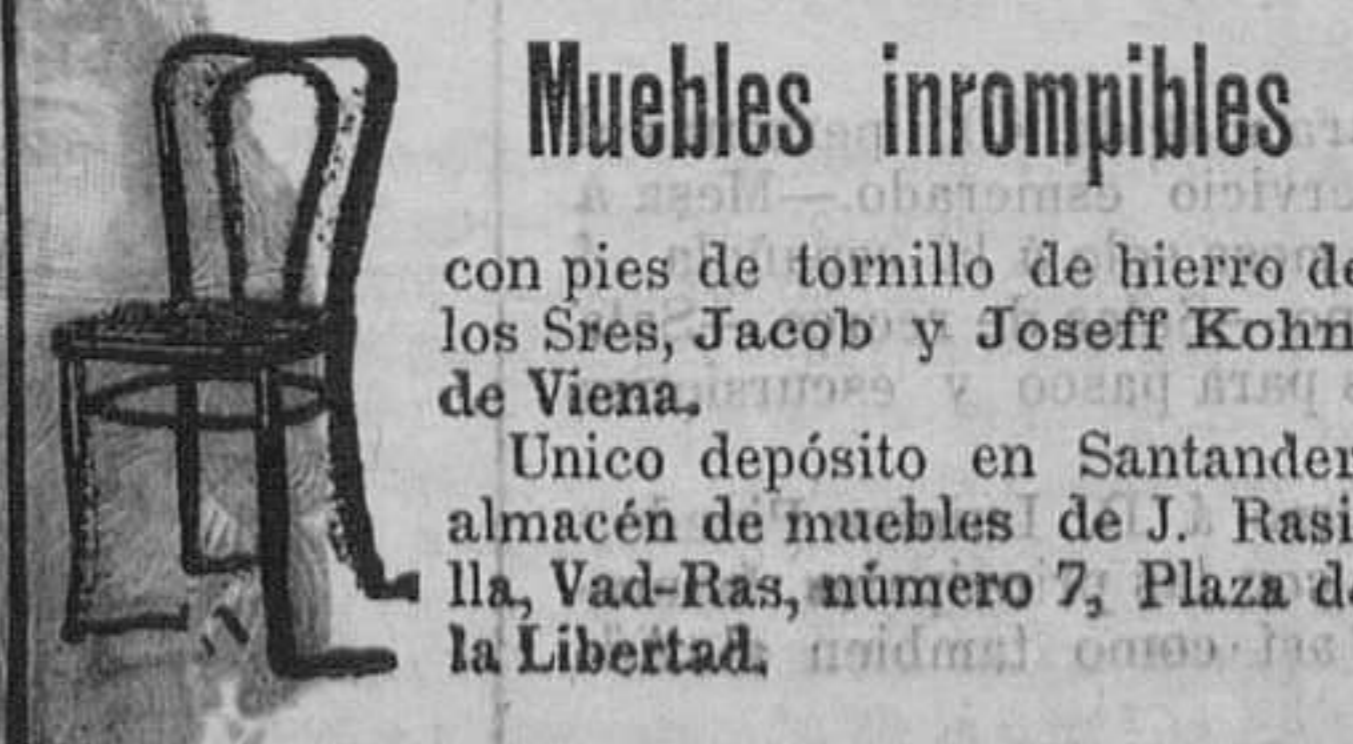 Muebles inrompibles
con pies de tornillo de hierro de
los Sres, Jacob y Joseff Kohn
de Viena.
Unico depósito en Santander
almacén de muebles de J. Rasi
lla, Vad-Ras, número 7, Plaza de
la Libertad.